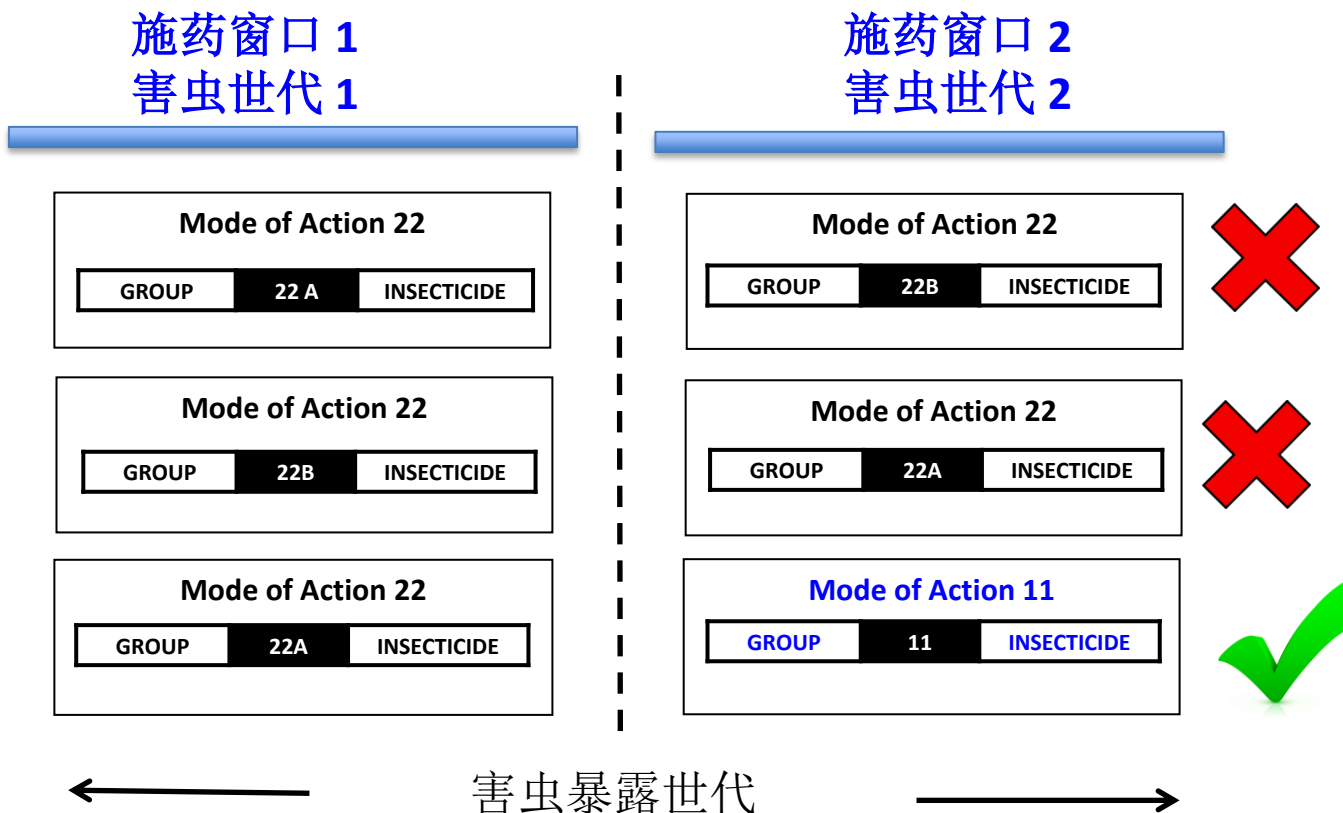 施药窗口 1
害虫世代 1
施药窗口 2
害虫世代 2
Mode of Action 22
GROUP 22 A INSECTICIDE
Mode of Action 22
GROUP 22B INSECTICIDE
Mode of Action 22
GROUP 22B INSECTICIDE
Mode of Action 22
GROUP 22A INSECTICIDE
Mode of Action 22
GROUP 22A INSECTICIDE
Mode of Action 11
GROUP 11 INSECTICIDE
害虫暴露世代